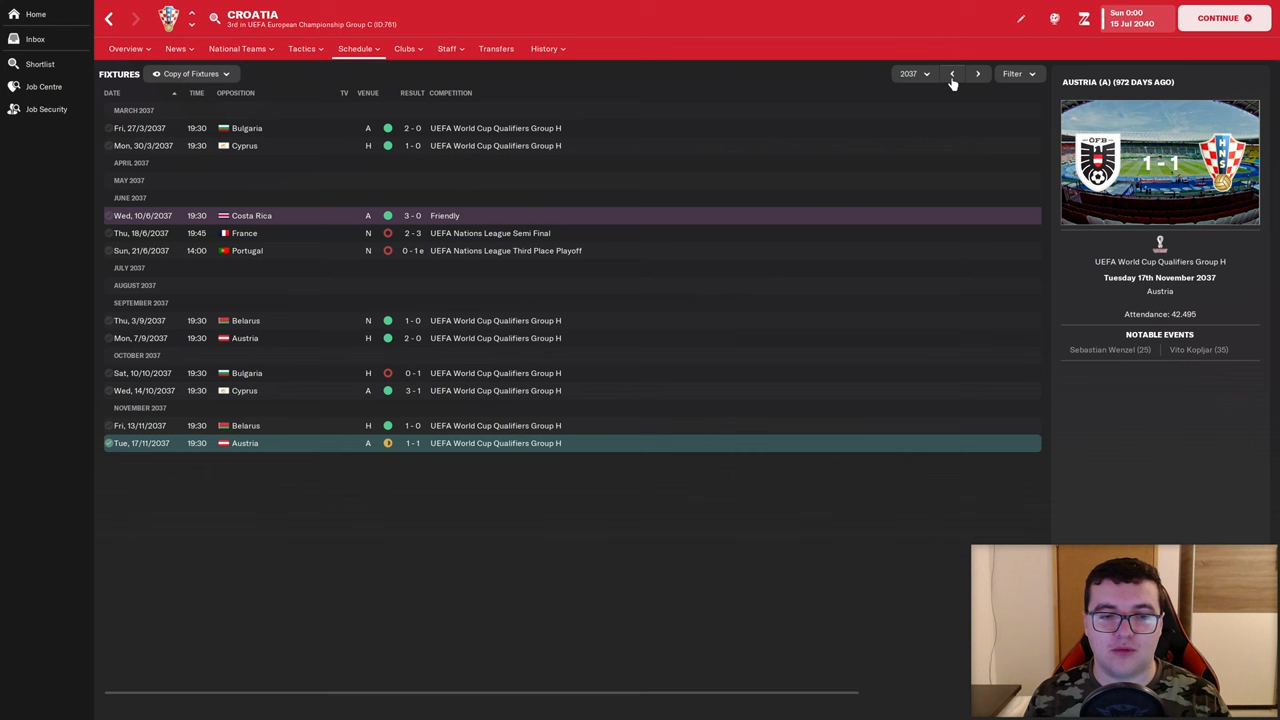 Home
Inbox
Shortlist
Job Centre
Job Security
CROATIA
3rd in UEFA European Championship Group C (ID:761)
Sun 0:00
15 Jul 2040
CONTINUE
Overview
News
National Teams
Tactics
Schedule
Clubs
Staff
Transfers
History
FIXTURES
Copy of Fixtures
2037
Filter
DATE TIME OPPOSITION TV VENUE RESULT COMPETITION
MARCH 2037
Fri, 27/3/2037 19:30 Bulgaria A 2 - 0 UEFA World Cup Qualifiers Group H
Mon, 30/3/2037 19:30 Cyprus H 1 - 0 UEFA World Cup Qualifiers Group H
APRIL 2037
MAY 2037
JUNE 2037
Wed, 10/6/2037 19:30 Costa Rica A 3 - 0 Friendly
Thu, 18/6/2037 19:45 France N 2 - 3 UEFA Nations League Semi Final
Sun, 21/6/2037 14:00 Portugal N 0 - 1 e UEFA Nations League Third Place Playoff
JULY 2037
AUGUST 2037
SEPTEMBER 2037
Thu, 3/9/2037 19:30 Belarus N 1 - 0 UEFA World Cup Qualifiers Group H
Mon, 7/9/2037 19:30 Austria H 2 - 0 UEFA World Cup Qualifiers Group H
OCTOBER 2037
Sat, 10/10/2037 19:30 Bulgaria H 0 - 1 UEFA World Cup Qualifiers Group H
Wed, 14/10/2037 19:30 Cyprus A 3 - 1 UEFA World Cup Qualifiers Group H
NOVEMBER 2037
Fri, 13/11/2037 19:30 Belarus H 1 - 0 UEFA World Cup Qualifiers Group H
Tue, 17/11/2037 19:30 Austria A 1 - 1 UEFA World Cup Qualifiers Group H
AUSTRIA (A) (972 DAYS AGO)
ÖFB
1 - 1
HNS
UEFA World Cup Qualifiers Group H
Tuesday 17th November 2037
Austria
Attendance: 42.495
NOTABLE EVENTS
Sebastian Wenzel (25) | Vito Kopljar (35)